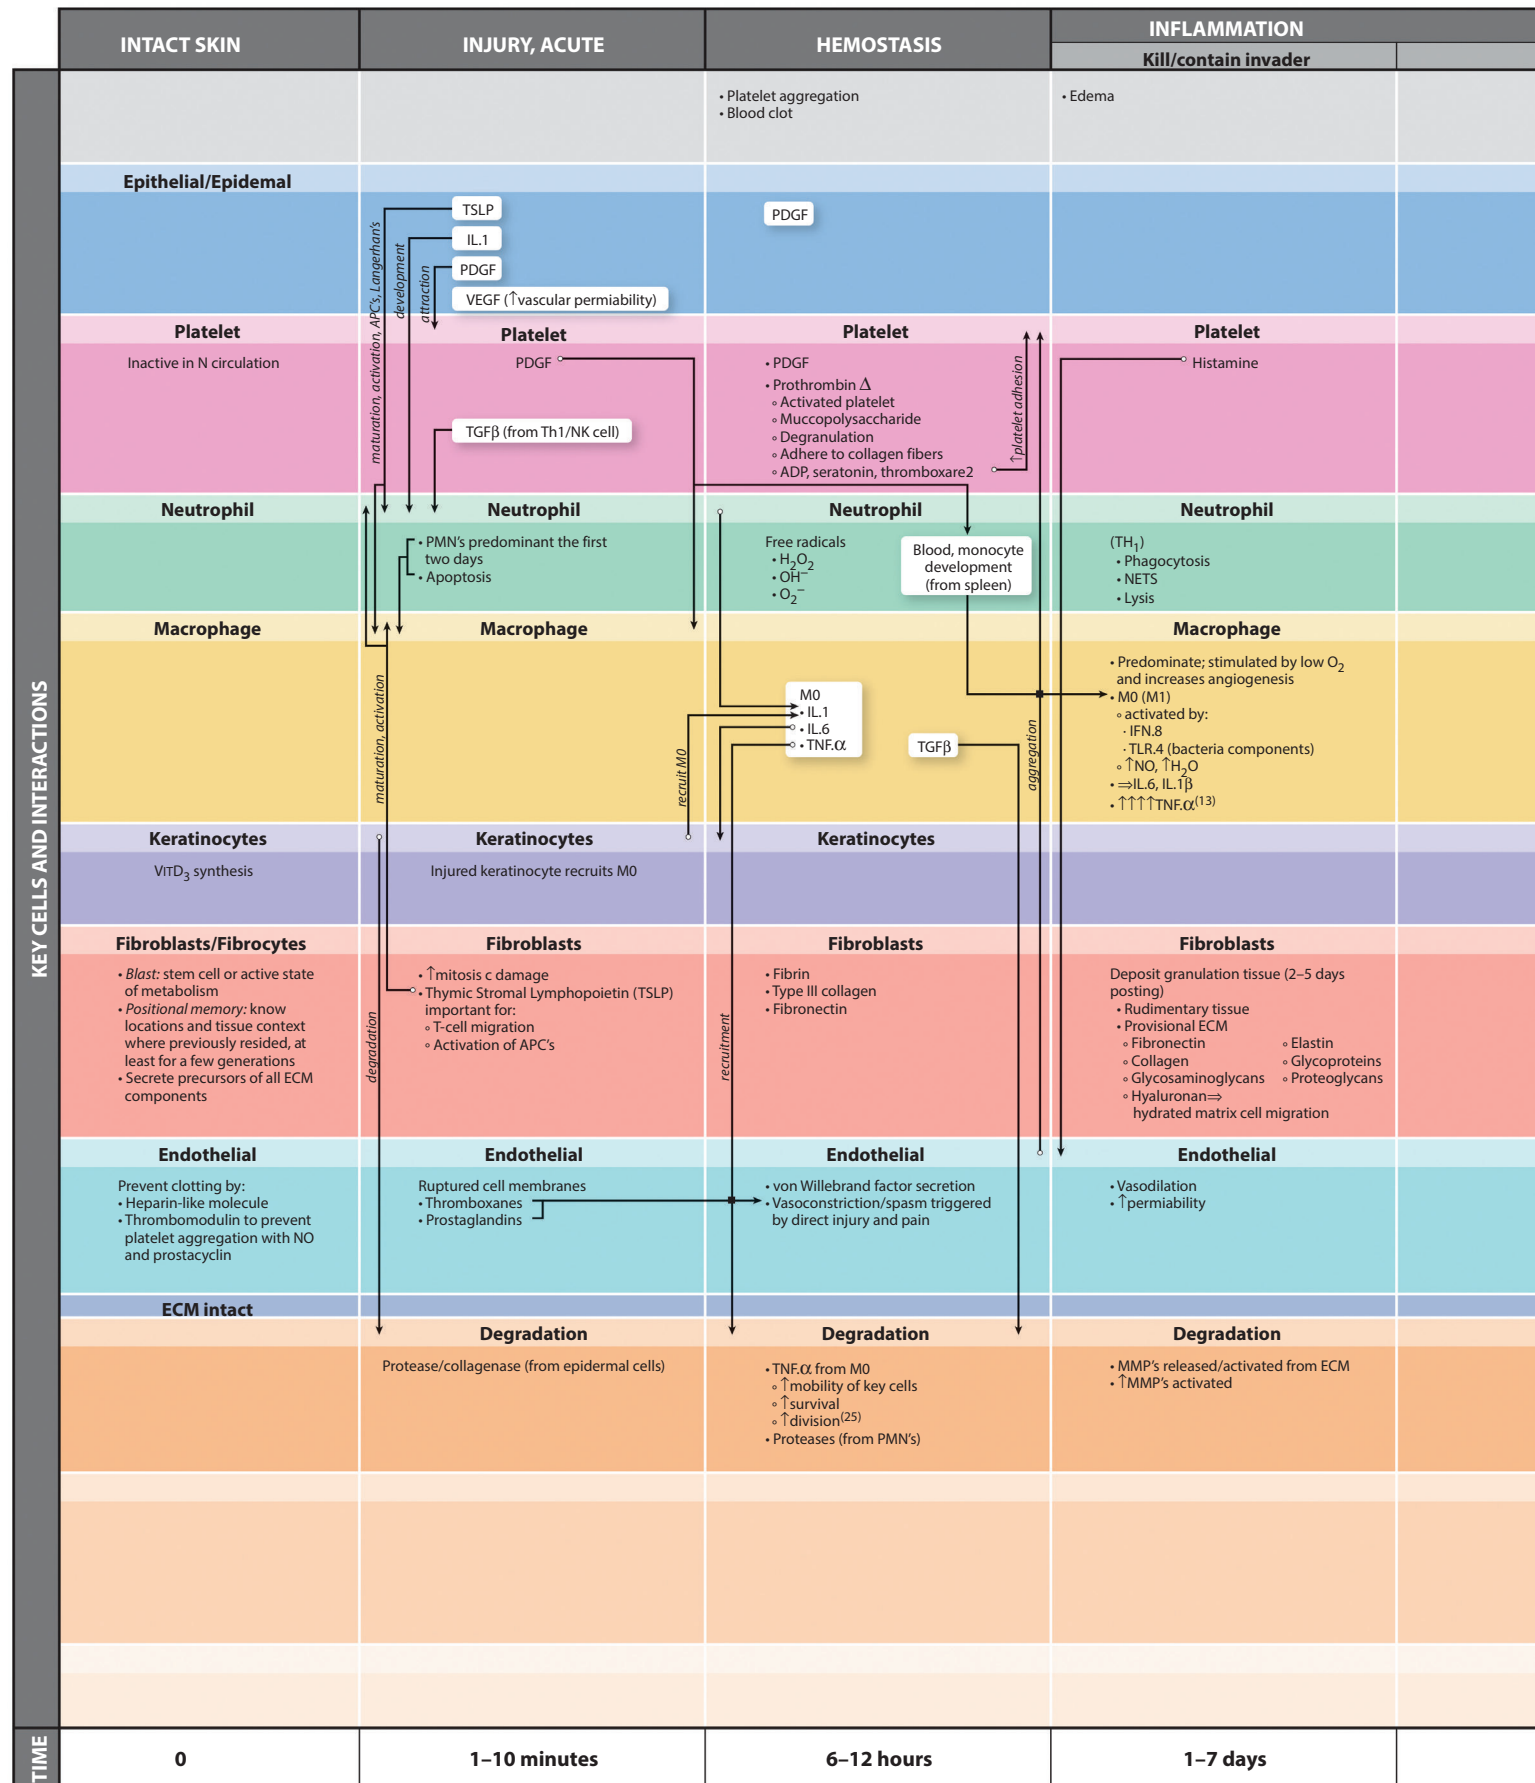 INTACT SKIN
INJURY, ACUTE
HEMOSTASIS
INFLAMMATION
Kill/contain invader
KEY CELLS AND INTERACTIONS
• Platelet aggregation
• Blood clot
• Edema
Epithelial/Epidemal
TSLP
IL.1
PDGF
VEGF (↑vascular permiability)
PDGF
maturation, activation, APC's, Langerhan's
development
attraction
Platelet
Inactive in N circulation
Platelet
PDGF
TGFβ (from Th1/NK cell)
Platelet
• PDGF
• Prothrombin Δ
◦ Activated platelet
◦ Muccopolysaccharide
◦ Degranulation
◦ Adhere to collagen fibers
◦ ADP, seratonin, thromboxare2
↑platelet adhesion
Platelet
Histamine
Neutrophil
Neutrophil
• PMN's predominant the first
two days
• Apoptosis
Neutrophil
Free radicals
• H₂O₂
• OH⁻
• O₂⁻
Blood, monocyte
development
(from spleen)
Neutrophil
(TH₁)
• Phagocytosis
• NETS
• Lysis
Macrophage
Macrophage
maturation, activation
recruit M0
M0
• IL.1
• IL.6
• TNF.α
TGFβ
aggregation
Macrophage
• Predominate; stimulated by low O₂
and increases angiogenesis
• M0 (M1)
◦ activated by:
· IFN.8
· TLR.4 (bacteria components)
◦ ↑NO, ↑H₂O
• ⇒IL.6, IL.1β
• ↑↑↑↑TNF.α(13)
Keratinocytes
VITD₃ synthesis
Keratinocytes
Injured keratinocyte recruits M0
Keratinocytes
Fibroblasts/Fibrocytes
• Blast: stem cell or active state
of metabolism
• Positional memory: know
locations and tissue context
where previously resided, at
least for a few generations
• Secrete precursors of all ECM
components
degradation
Fibroblasts
• ↑mitosis c damage
• Thymic Stromal Lymphopoietin (TSLP)
important for:
◦ T-cell migration
◦ Activation of APC's
recruitment
Fibroblasts
• Fibrin
• Type III collagen
• Fibronectin
Fibroblasts
Deposit granulation tissue (2–5 days
posting)
• Rudimentary tissue
• Provisional ECM
◦ Fibronectin ◦ Elastin
◦ Collagen ◦ Glycoproteins
◦ Glycosaminoglycans ◦ Proteoglycans
◦ Hyaluronan⇒
hydrated matrix cell migration
Endothelial
Prevent clotting by:
• Heparin-like molecule
• Thrombomodulin to prevent
platelet aggregation with NO
and prostacyclin
Endothelial
Ruptured cell membranes
• Thromboxanes
• Prostaglandins
Endothelial
• von Willebrand factor secretion
• Vasoconstriction/spasm triggered
by direct injury and pain
Endothelial
• Vasodilation
• ↑permiability
ECM intact
Degradation
Protease/collagenase (from epidermal cells)
Degradation
• TNF.α from M0
◦ ↑mobility of key cells
◦ ↑survival
◦ ↑division(25)
• Proteases (from PMN's)
Degradation
• MMP's released/activated from ECM
• ↑MMP's activated
TIME
0
1–10 minutes
6–12 hours
1–7 days